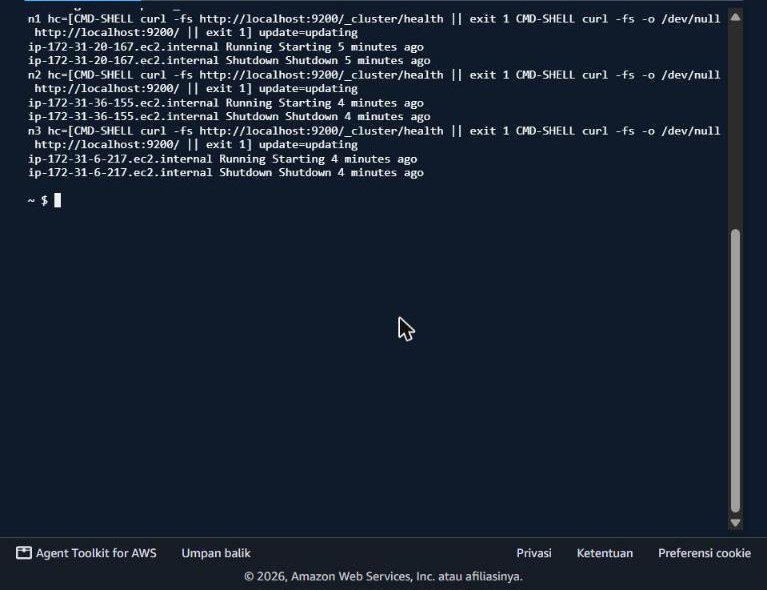 n1 hc=[CMD-SHELL curl -fs http://localhost:9200/_cluster/health || exit 1 CMD-SHELL curl -fs -o /dev/null
http://localhost:9200/ || exit 1] update=updating
ip-172-31-20-167.ec2.internal Running Starting 5 minutes ago
ip-172-31-20-167.ec2.internal Shutdown Shutdown 5 minutes ago
n2 hc=[CMD-SHELL curl -fs http://localhost:9200/_cluster/health || exit 1 CMD-SHELL curl -fs -o /dev/null
http://localhost:9200/ || exit 1] update=updating
ip-172-31-36-155.ec2.internal Running Starting 4 minutes ago
ip-172-31-36-155.ec2.internal Shutdown Shutdown 4 minutes ago
n3 hc=[CMD-SHELL curl -fs http://localhost:9200/_cluster/health || exit 1 CMD-SHELL curl -fs -o /dev/null
http://localhost:9200/ || exit 1] update=updating
ip-172-31-6-217.ec2.internal Running Starting 4 minutes ago
ip-172-31-6-217.ec2.internal Shutdown Shutdown 4 minutes ago
~ $
Agent Toolkit for AWS Umpan balik Privasi Ketentuan Preferensi cookie
© 2026, Amazon Web Services, Inc. atau afiliasinya.